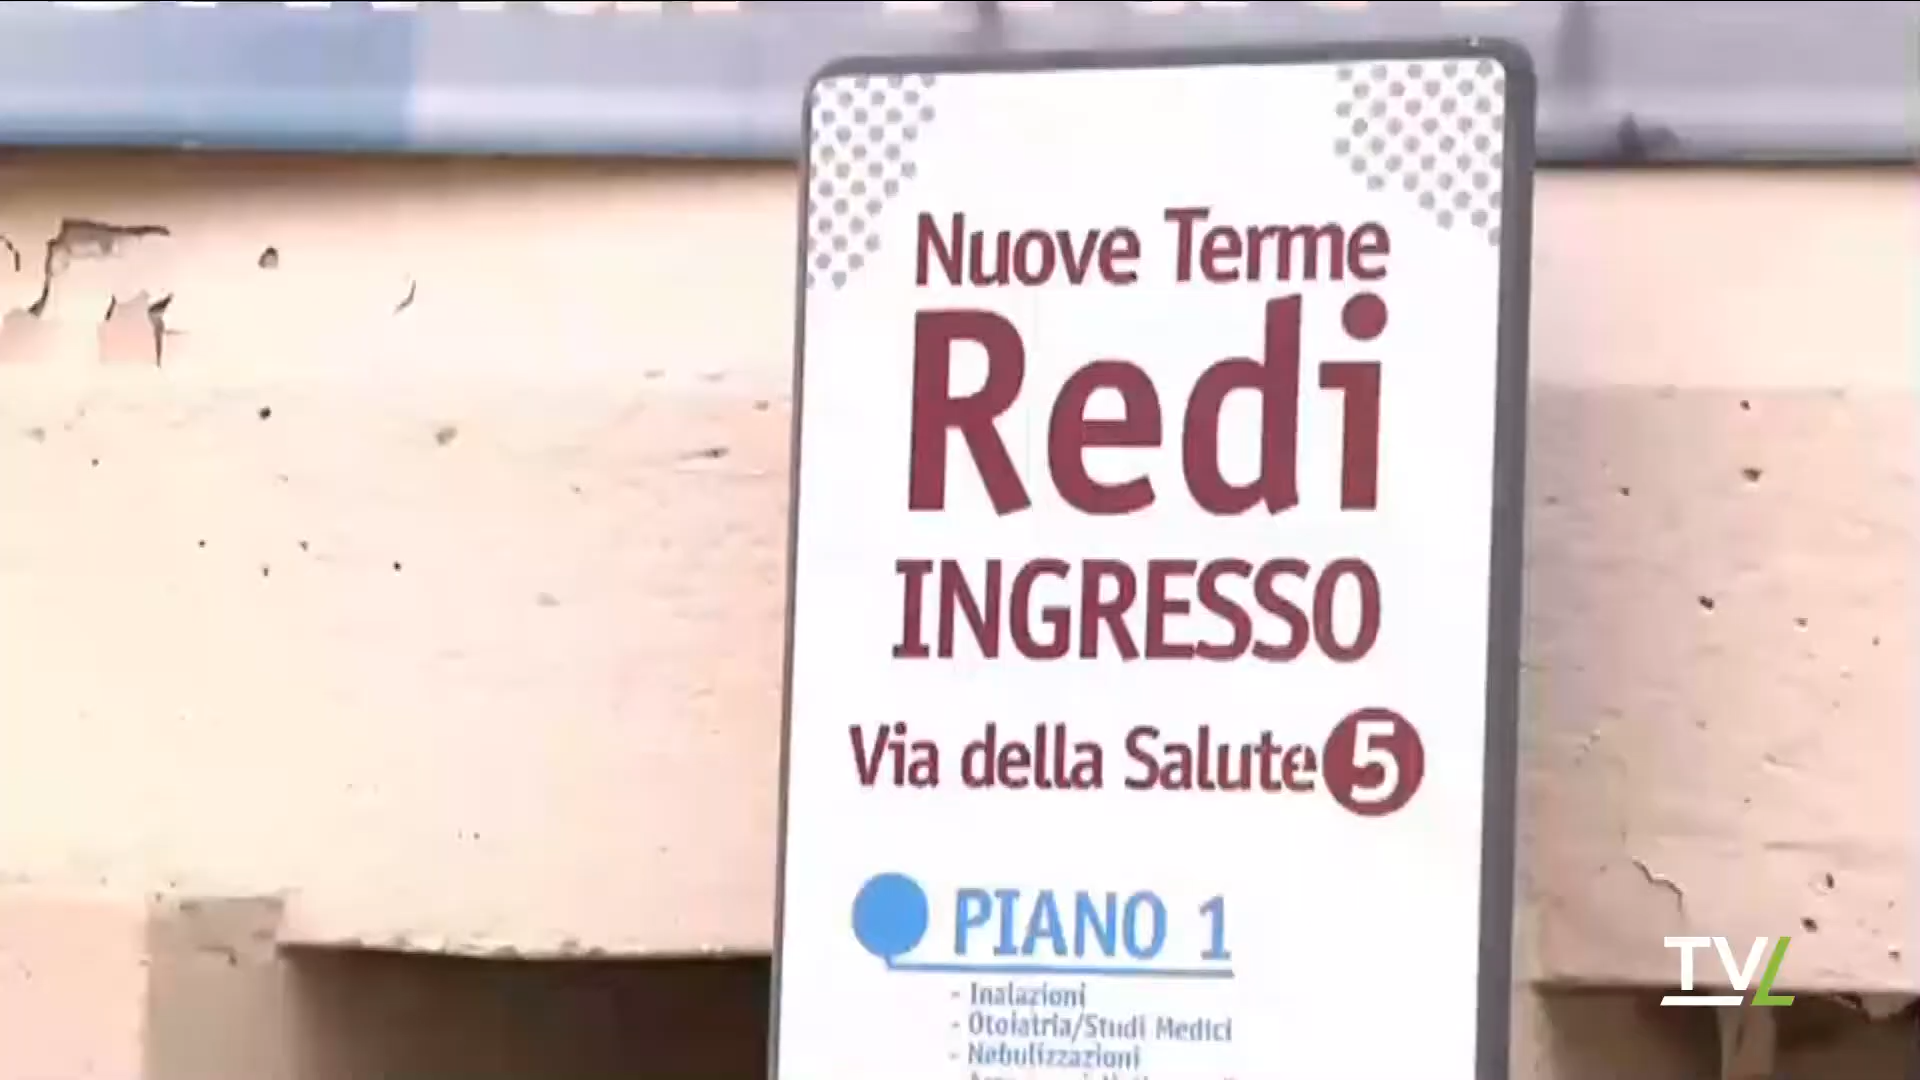 Nuove Terme
Redi
INGRESSO
Via della Salute 5
PIANO 1
- Inalazioni
- Otoiatria/Studi Medici
- Nebulizzazioni
TVL